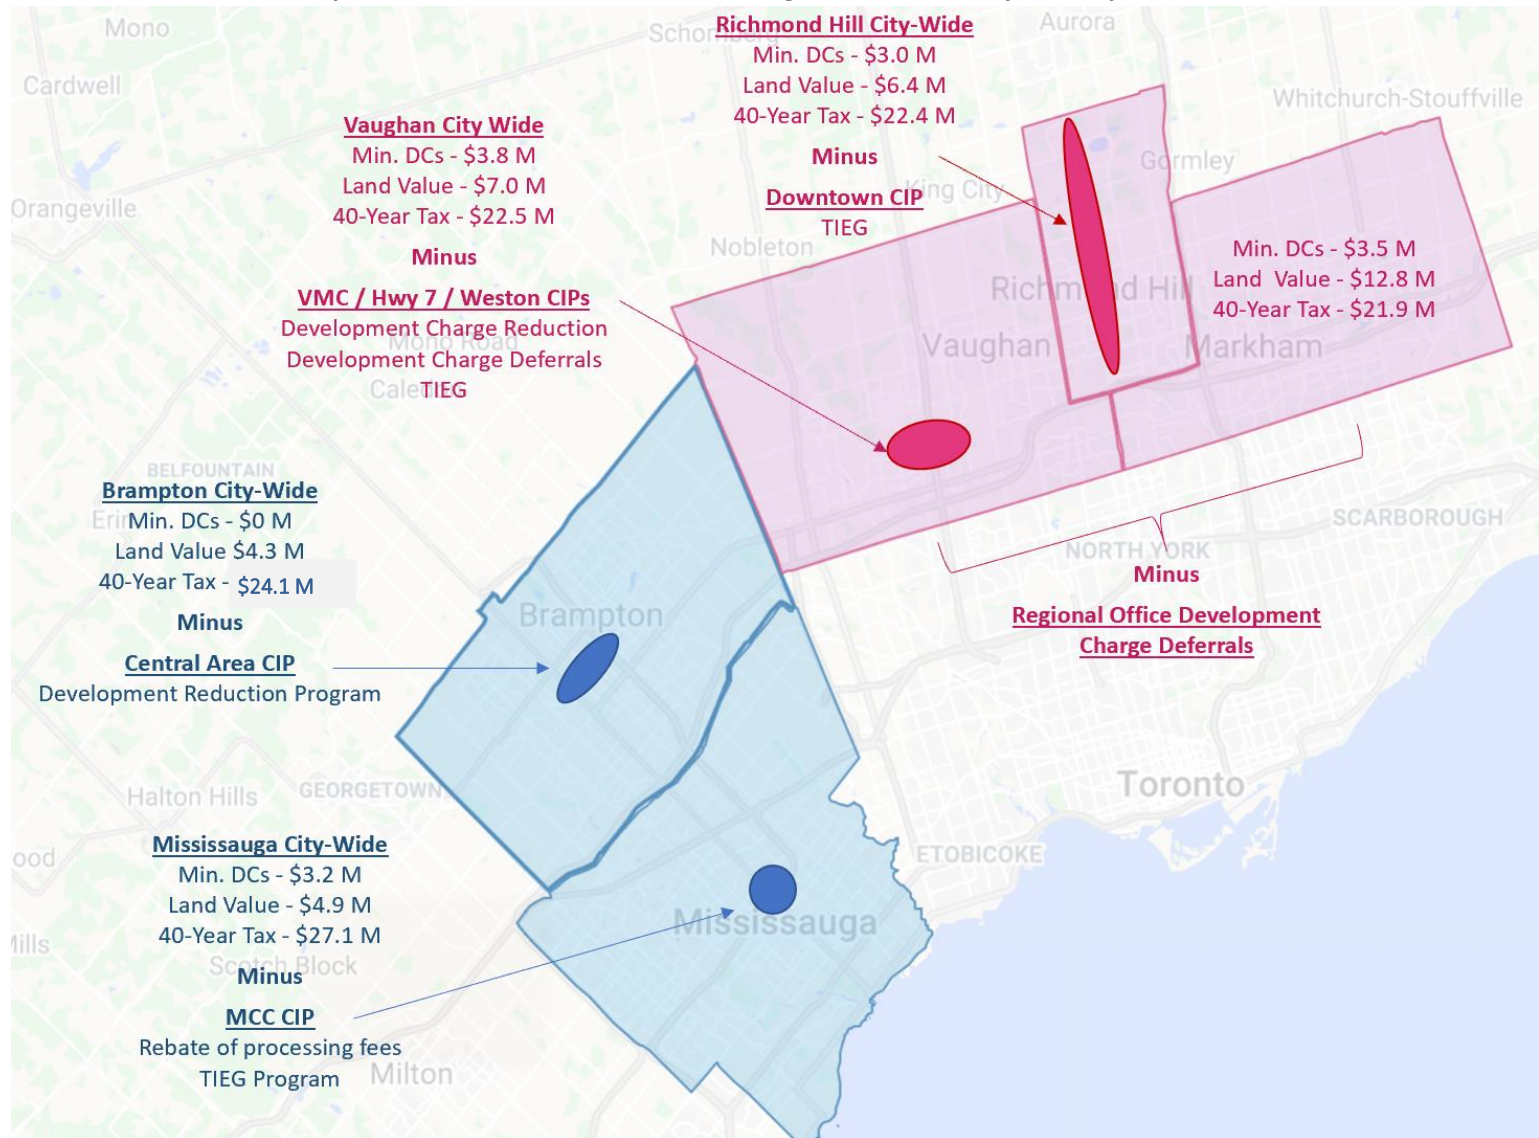 Mono
Schomberg
Aurora
Cardwell
Whitchurch-Stouffville
Richmond Hill City-Wide
Min. DCs - $3.0 M
Land Value - $6.4 M
40-Year Tax - $22.4 M
Minus
Downtown CIP
TIEG
Vaughan City Wide
Min. DCs - $3.8 M
Land Value - $7.0 M
40-Year Tax - $22.5 M
Minus
VMC / Hwy 7 / Weston CIPs
Development Charge Reduction
Development Charge Deferrals
TIEG
Orangeville
Gormley
King City
Nobleton
Min. DCs - $3.5 M
Land Value - $12.8 M
40-Year Tax - $21.9 M
Richmond Hill
Vaughan
Markham
Mono Road
BELFOUNTAIN
Brampton City-Wide
Min. DCs - $0 M
Land Value $4.3 M
40-Year Tax - $24.1 M
Minus
Central Area CIP
Development Reduction Program
SCARBOROUGH
NORTH YORK
Minus
Regional Office Development
Charge Deferrals
Brampton
Toronto
Halton Hills
GEORGETOWN
ETOBICOKE
Mississauga City-Wide
Min. DCs - $3.2 M
Land Value - $4.9 M
40-Year Tax - $27.1 M
Minus
MCC CIP
Rebate of processing fees
TIEG Program
Mississauga
Scotch Block
Milton